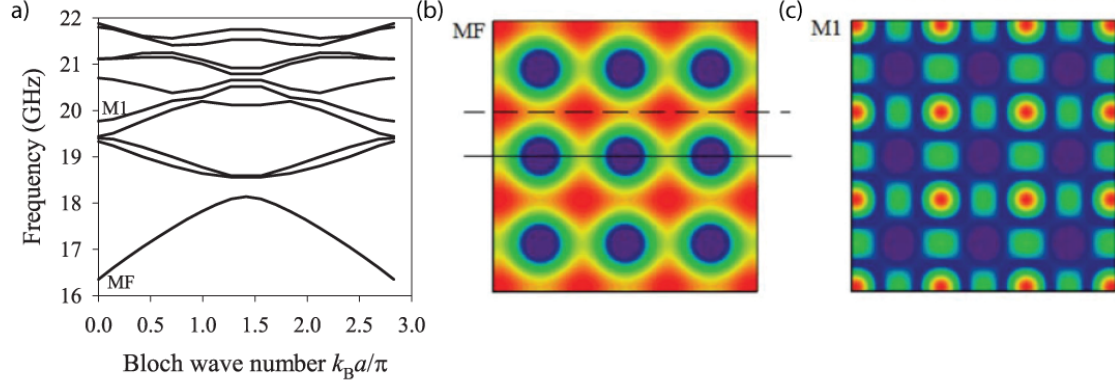 a)
22
21
20
19
18
17
16
Frequency (GHz)
M1
MF
0.0 0.5 1.0 1.5 2.0 2.5 3.0
Bloch wave number k_B a/π
(b)
MF
(c)
M1